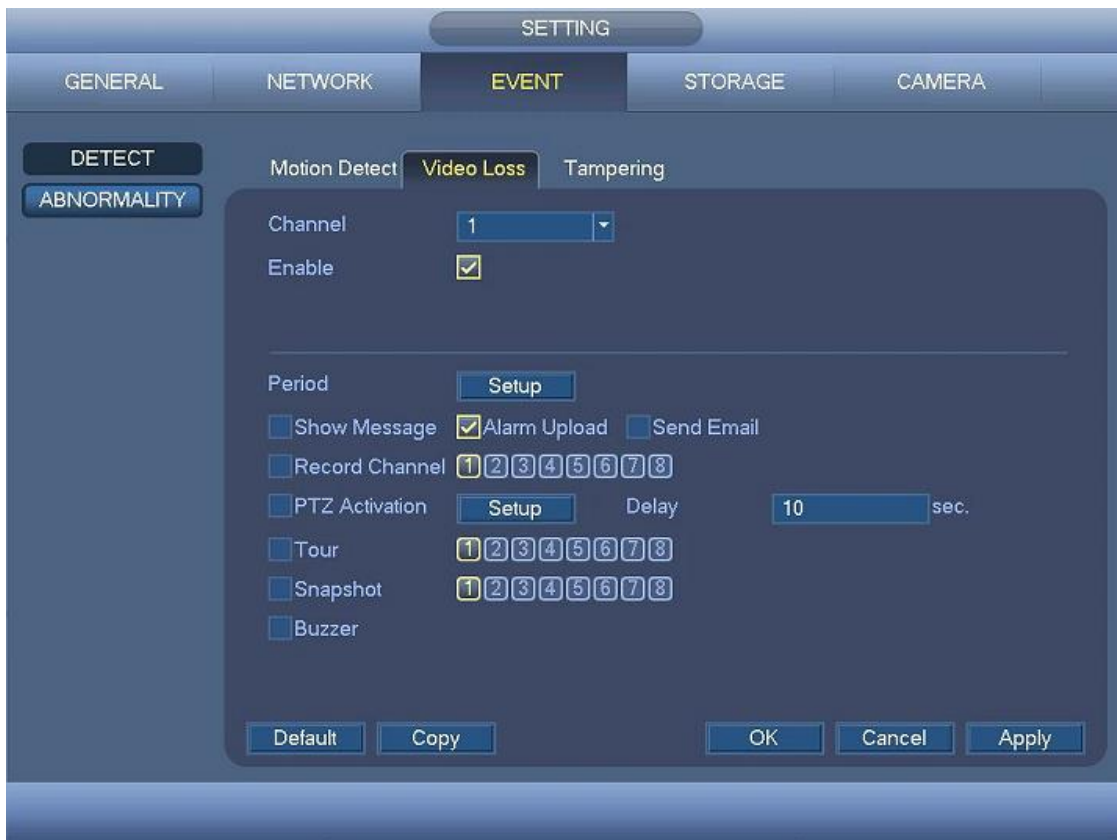 SETTING
GENERAL NETWORK EVENT STORAGE CAMERA
DETECT
ABNORMALITY
Motion Detect Video Loss Tampering
Channel 1
Enable
Period Setup
Show Message Alarm Upload Send Email
Record Channel 1 2 3 4 5 6 7 8
PTZ Activation Setup Delay 10 sec.
Tour 1 2 3 4 5 6 7 8
Snapshot 1 2 3 4 5 6 7 8
Buzzer
Default Copy OK Cancel Apply